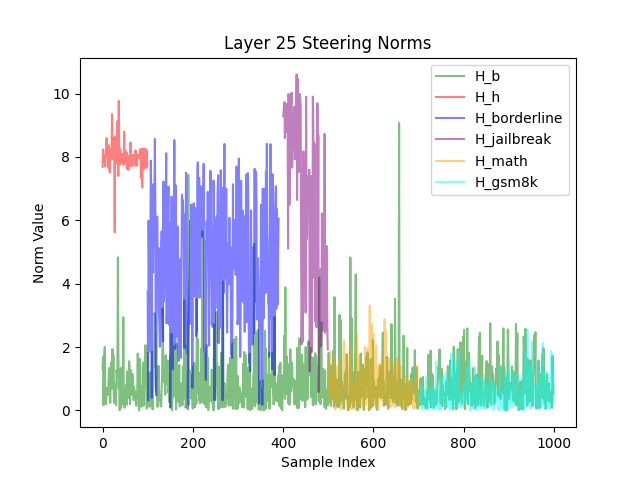 Layer 25 Steering Norms
H_b
H_h
H_borderline
H_jailbreak
H_math
H_gsm8k
Norm Value
10
8
6
4
2
0
0 200 400 600 800 1000
Sample Index